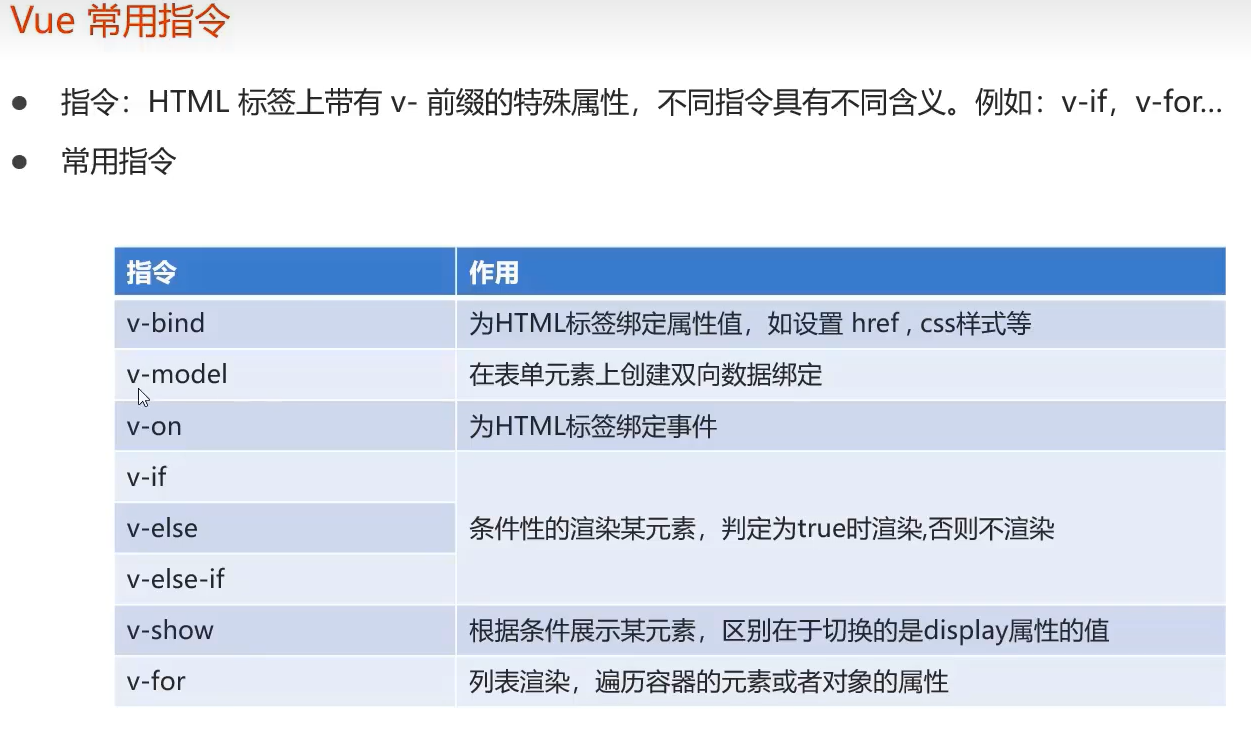 Vue 常用指令
指令：HTML 标签上带有 v- 前缀的特殊属性，不同指令具有不同含义。例如：v-if，v-for…
常用指令
指令 作用
v-bind 为HTML标签绑定属性值，如设置 href , css样式等
v-model 在表单元素上创建双向数据绑定
v-on 为HTML标签绑定事件
v-if
v-else 条件性的渲染某元素，判定为true时渲染,否则不渲染
v-else-if
v-show 根据条件展示某元素，区别在于切换的是display属性的值
v-for 列表渲染，遍历容器的元素或者对象的属性